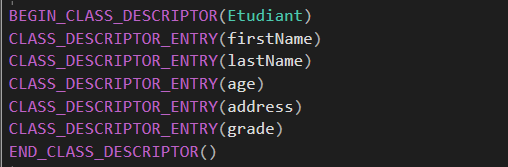 BEGIN_CLASS_DESCRIPTOR(Etudiant)
CLASS_DESCRIPTOR_ENTRY(firstName)
CLASS_DESCRIPTOR_ENTRY(lastName)
CLASS_DESCRIPTOR_ENTRY(age)
CLASS_DESCRIPTOR_ENTRY(address)
CLASS_DESCRIPTOR_ENTRY(grade)
END_CLASS_DESCRIPTOR()